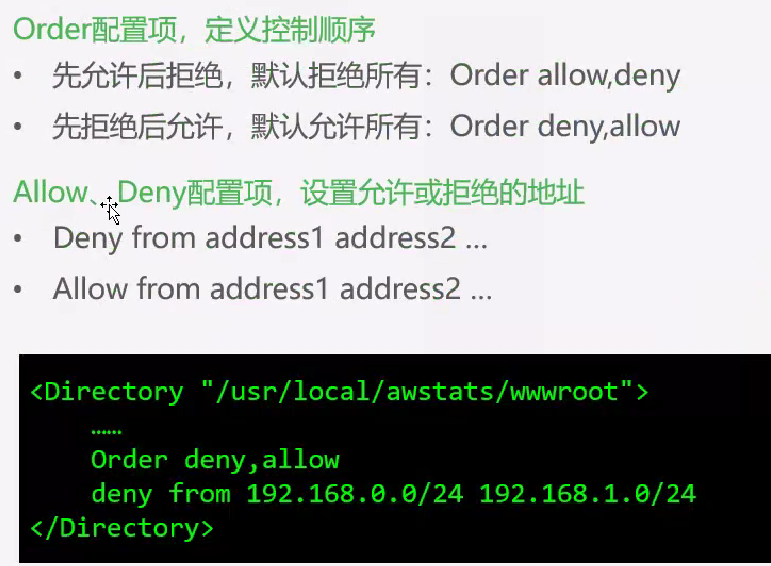 Order配置项，定义控制顺序
• 先允许后拒绝，默认拒绝所有：Order allow,deny
• 先拒绝后允许，默认允许所有：Order deny,allow
Allow、Deny配置项，设置允许或拒绝的地址
• Deny from address1 address2 ...
• Allow from address1 address2 ...
<Directory "/usr/local/awstats/wwwroot">
……
Order deny,allow
deny from 192.168.0.0/24 192.168.1.0/24
</Directory>